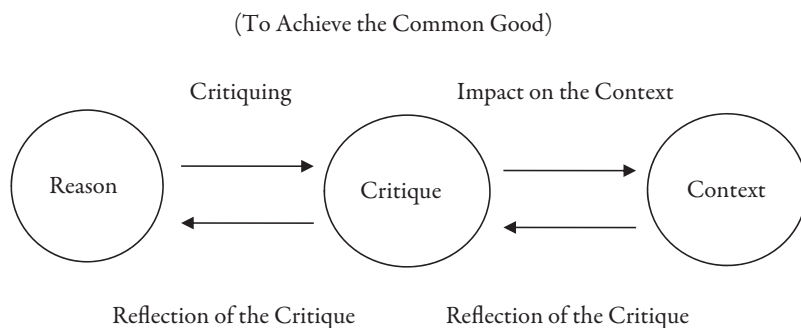 (To Achieve the Common Good)
Critiquing
Impact on the Context
Reason
Critique
Context
Reflection of the Critique
Reflection of the Critique